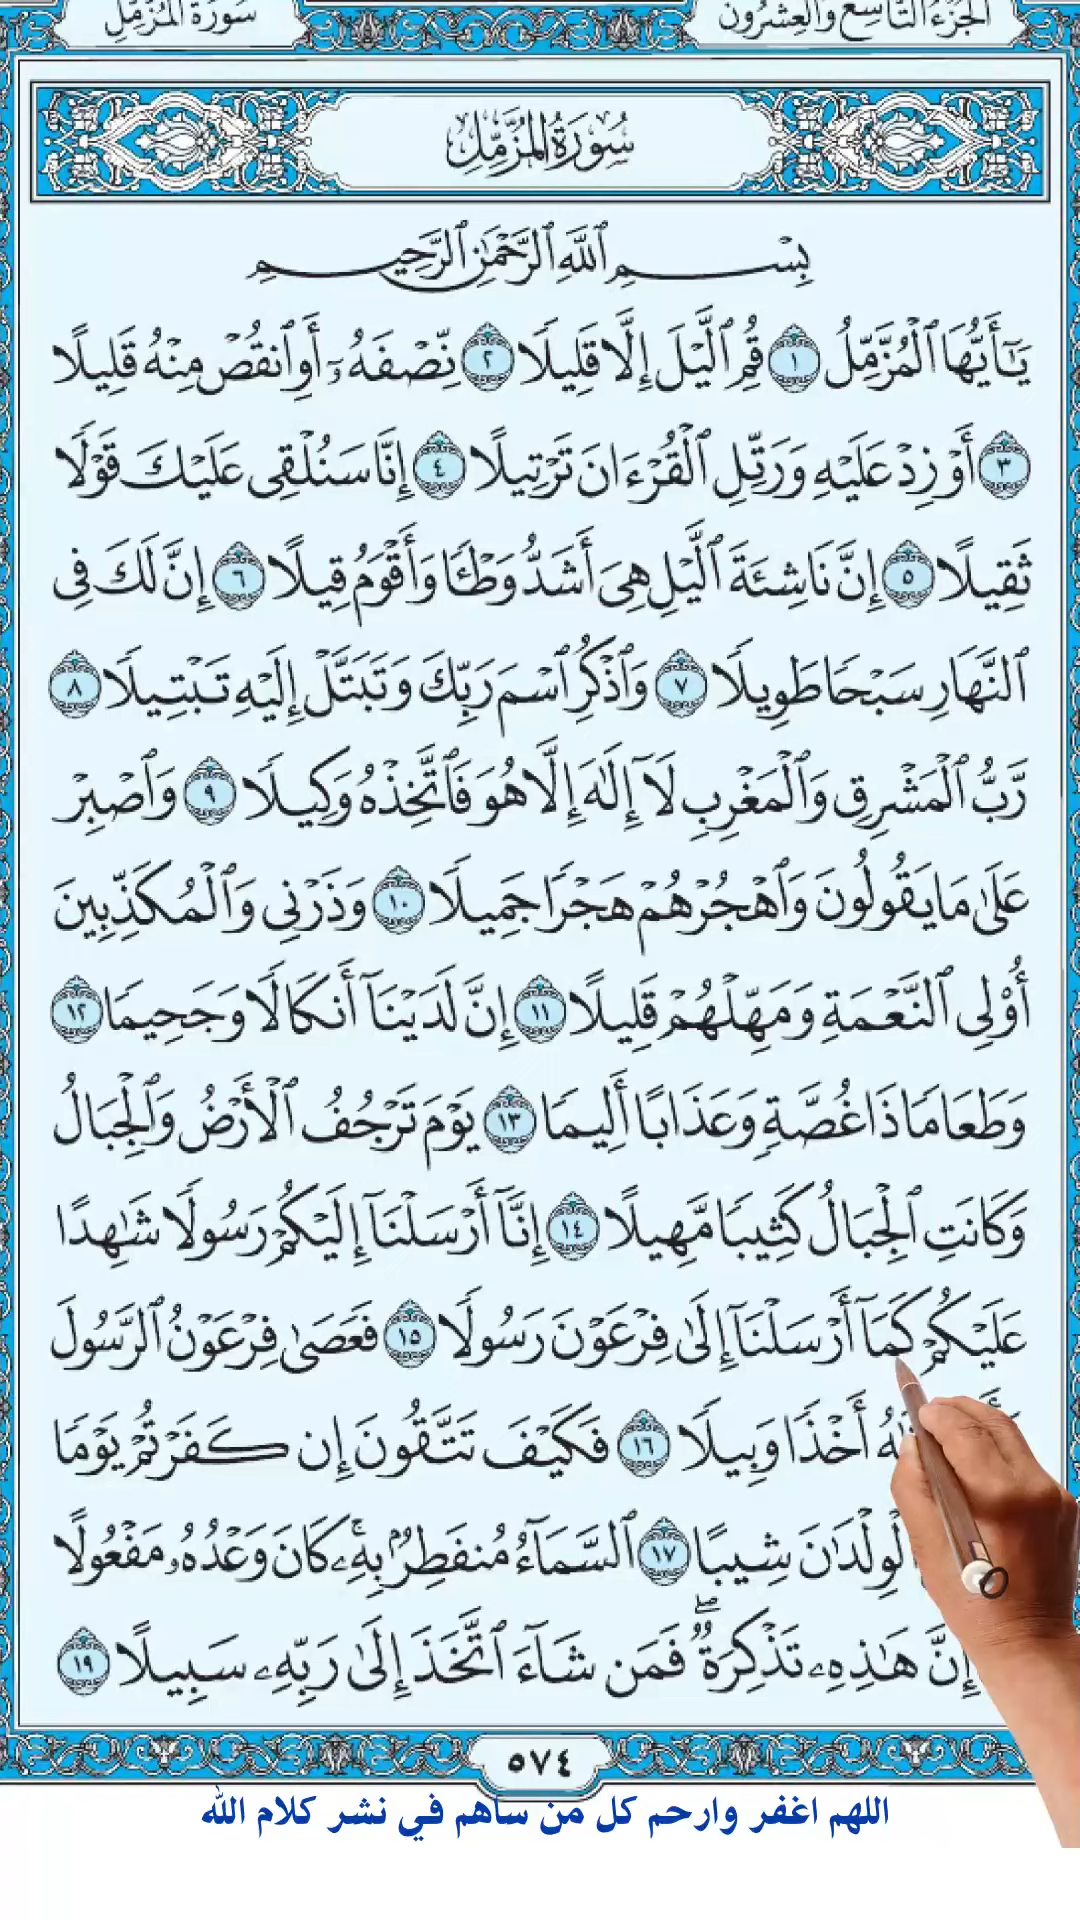 الجزء التاسع والعشرون
سورة المزمل
سُورَةُ المُزَّمِّلِ
بِسْمِ ٱللَّهِ ٱلرَّحْمَٰنِ ٱلرَّحِيمِ
يَٰٓأَيُّهَا ٱلْمُزَّمِّلُ ١ قُمِ ٱلَّيْلَ إِلَّا قَلِيلًا ٢ نِّصْفَهُۥٓ أَوِ ٱنقُصْ مِنْهُ قَلِيلًا
٣ أَوْ زِدْ عَلَيْهِ وَرَتِّلِ ٱلْقُرْءَانَ تَرْتِيلًا ٤ إِنَّا سَنُلْقِى عَلَيْكَ قَوْلًا
ثَقِيلًا ٥ إِنَّ نَاشِئَةَ ٱلَّيْلِ هِىَ أَشَدُّ وَطْـًٔا وَأَقْوَمُ قِيلًا ٦ إِنَّ لَكَ فِى
ٱلنَّهَارِ سَبْحًا طَوِيلًا ٧ وَٱذْكُرِ ٱسْمَ رَبِّكَ وَتَبَتَّلْ إِلَيْهِ تَبْتِيلًا ٨
رَّبُّ ٱلْمَشْرِقِ وَٱلْمَغْرِبِ لَآ إِلَٰهَ إِلَّا هُوَ فَٱتَّخِذْهُ وَكِيلًا ٩ وَٱصْبِرْ
عَلَىٰ مَا يَقُولُونَ وَٱهْجُرْهُمْ هَجْرًا جَمِيلًا ١٠ وَذَرْنِى وَٱلْمُكَذِّبِينَ
أُو۟لِى ٱلنَّعْمَةِ وَمَهِّلْهُمْ قَلِيلًا ١١ إِنَّ لَدَيْنَآ أَنكَالًا وَجَحِيمًا ١٢
وَطَعَامًا ذَا غُصَّةٍ وَعَذَابًا أَلِيمًا ١٣ يَوْمَ تَرْجُفُ ٱلْأَرْضُ وَٱلْجِبَالُ
وَكَانَتِ ٱلْجِبَالُ كَثِيبًا مَّهِيلًا ١٤ إِنَّآ أَرْسَلْنَآ إِلَيْكُمْ رَسُولًا شَٰهِدًا
عَلَيْكُمْ كَمَآ أَرْسَلْنَآ إِلَىٰ فِرْعَوْنَ رَسُولًا ١٥ فَعَصَىٰ فِرْعَوْنُ ٱلرَّسُولَ
أَخْذًا وَبِيلًا ١٦ فَكَيْفَ تَتَّقُونَ إِن كَفَرْتُمْ يَوْمًا
ٱلْوِلْدَٰنَ شِيبًا ١٧ ٱلسَّمَآءُ مُنفَطِرٌۢ بِهِۦ ۚ كَانَ وَعْدُهُۥ مَفْعُولًا
إِنَّ هَٰذِهِۦ تَذْكِرَةٌ ۖ فَمَن شَآءَ ٱتَّخَذَ إِلَىٰ رَبِّهِۦ سَبِيلًا ١٩
٥٧٤
اللهم اغفر وارحم كل من ساهم في نشر كلام الله